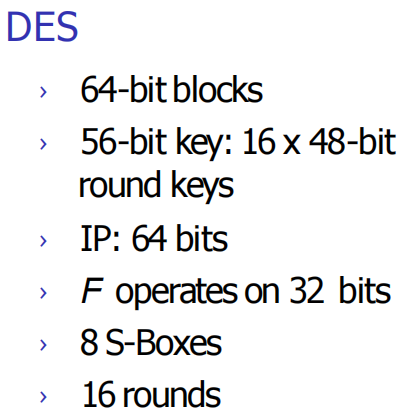 DES
› 64-bit blocks
› 56-bit key: 16 x 48-bit
round keys
› IP: 64 bits
› F operates on 32 bits
› 8 S-Boxes
› 16 rounds